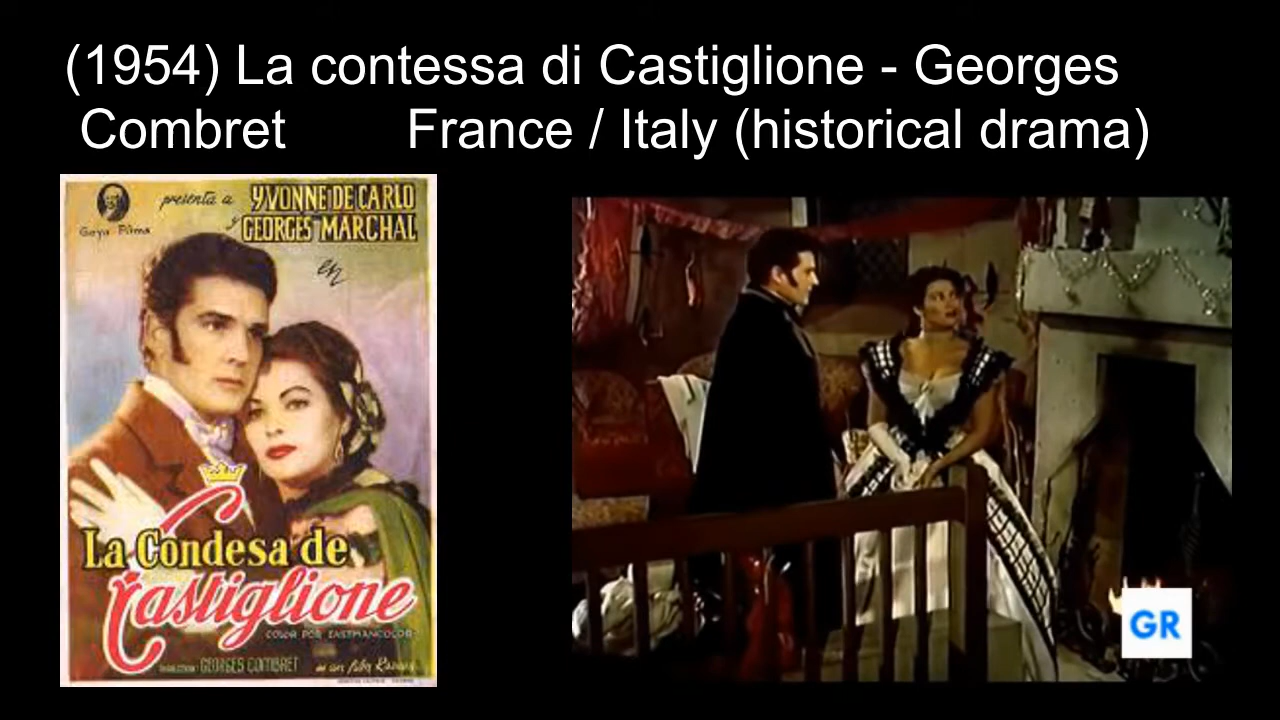 (1954) La contessa di Castiglione - Georges
Combret France / Italy (historical drama)
Goya Films
presenta a YVONNE DE CARLO
y GEORGES MARCHAL
en
La Condesa de
Castiglione
COLOR POR EASTMANCOLOR
GEORGES COMBRET
GR